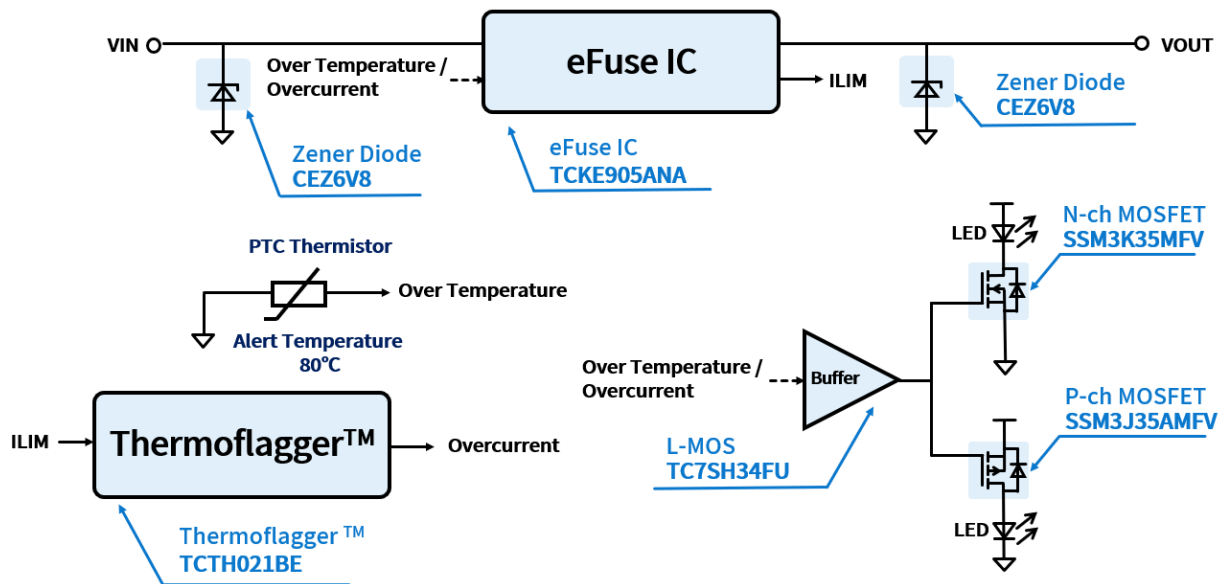 VIN
eFuse IC
VOUT
Over Temperature /
Overcurrent
ILIM
Zener Diode
CEZ6V8
Zener Diode
CEZ6V8
eFuse IC
TCKE905ANA
PTC Thermistor
Over Temperature
Alert Temperature
80°C
LED
N-ch MOSFET
SSM3K35MFV
Over Temperature /
Overcurrent
Buffer
P-ch MOSFET
SSM3J35AMFV
ILIM
Thermoflagger™
Overcurrent
L-MOS
TC7SH34FU
LED
Thermoflagger ™
TCTH021BE